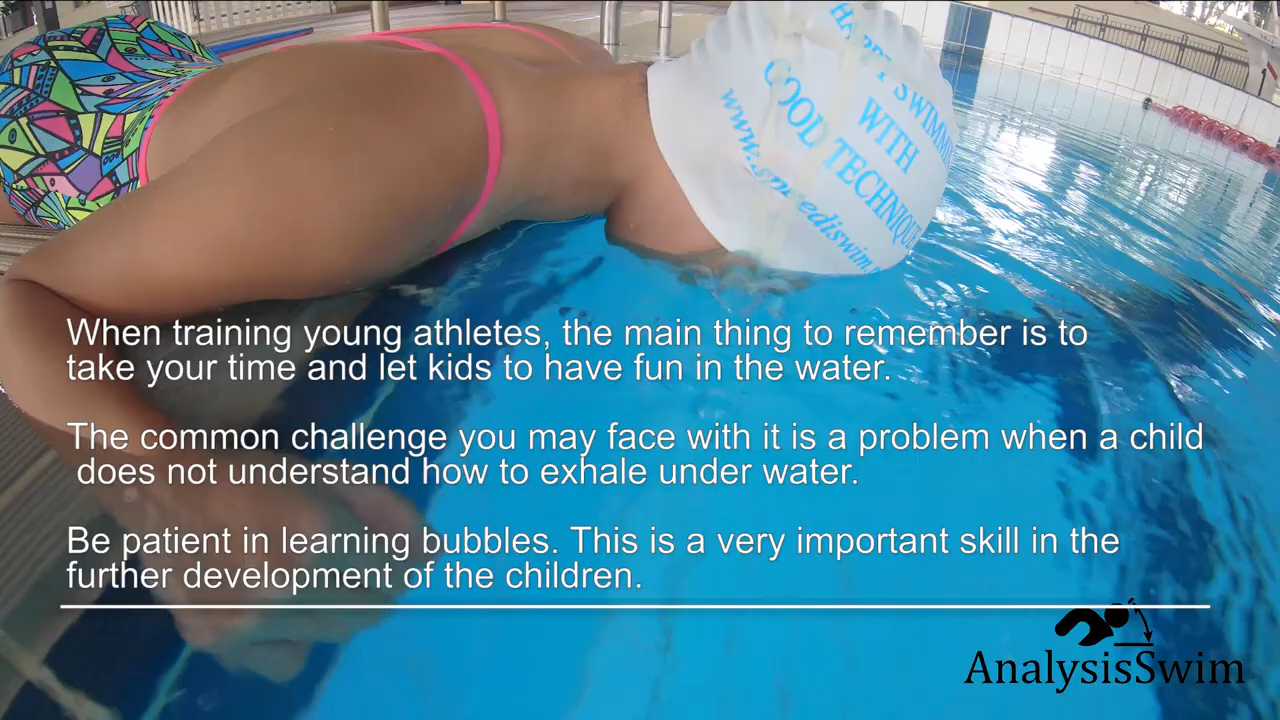 HAPPY SWIMMI
WITH
GOOD TECHNIQUE
When training young athletes, the main thing to remember is to
take your time and let kids to have fun in the water.
The common challenge you may face with it is a problem when a child
does not understand how to exhale under water.
Be patient in learning bubbles. This is a very important skill in the
further development of the children.
AnalysisSwim